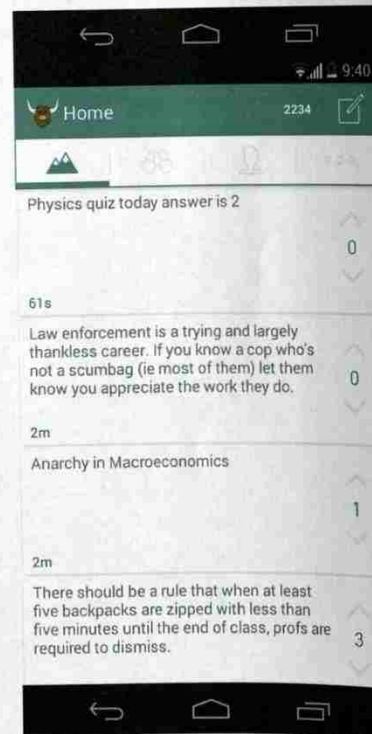 9:40
Home
2234
Physics quiz today answer is 2
0
61s
Law enforcement is a trying and largely
thankless career. If you know a cop who's
not a scumbag (ie most of them) let them
know you appreciate the work they do.
0
2m
Anarchy in Macroeconomics
1
2m
There should be a rule that when at least
five backpacks are zipped with less than
five minutes until the end of class, profs are
required to dismiss.
3